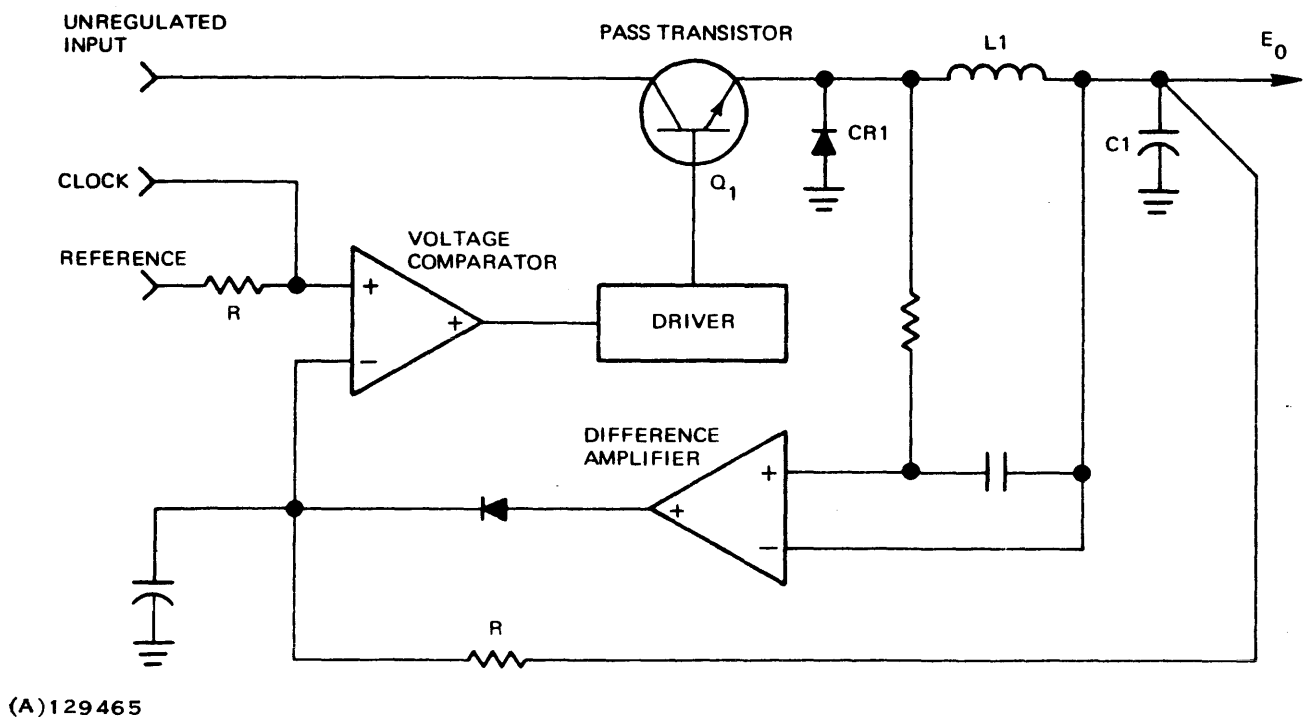 UNREGULATED
INPUT
PASS TRANSISTOR
L1
E0
CR1
C1
CLOCK
Q1
REFERENCE
VOLTAGE
COMPARATOR
+
R
+
DRIVER
−
DIFFERENCE
AMPLIFIER
+
+
−
R
(A)129465